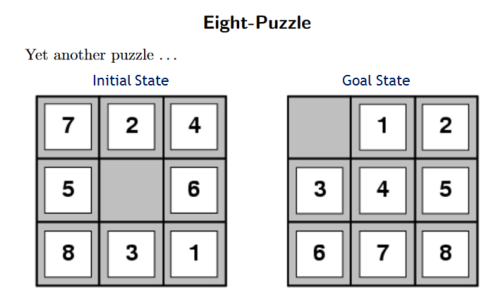 Eight-Puzzle
Yet another puzzle ...
Initial State
Goal State
7 2 4
5 6
8 3 1
1 2
3 4 5
6 7 8